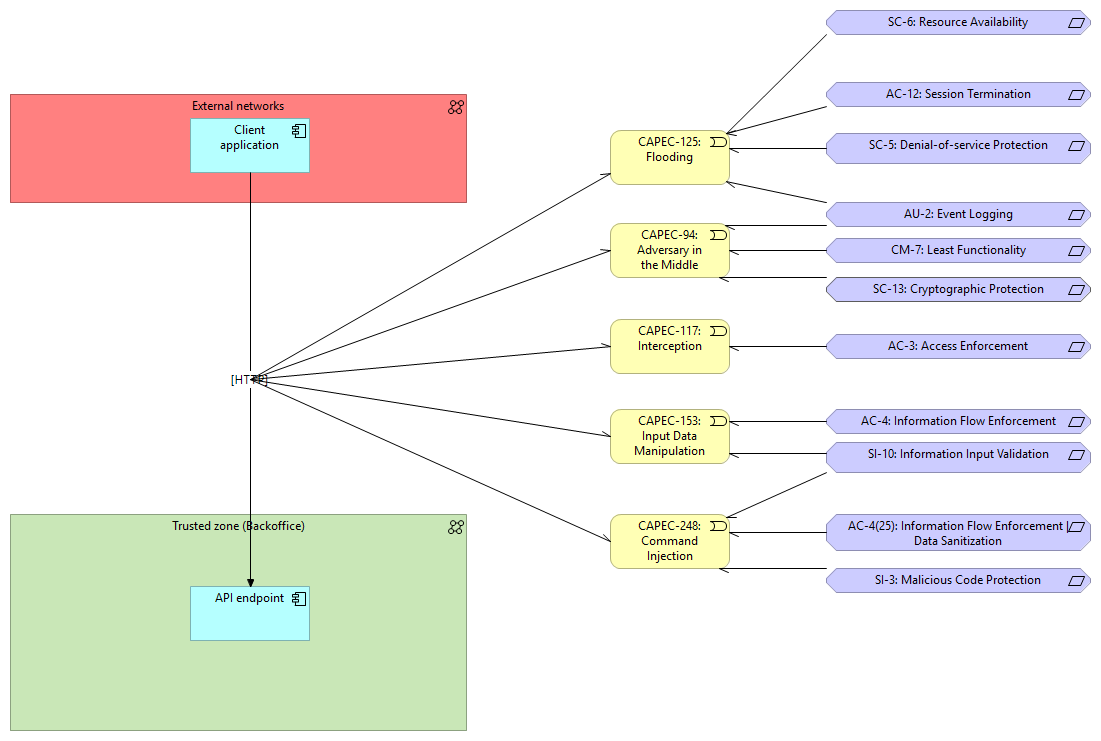 External networks
Client
application
[HTTP]
Trusted zone (Backoffice)
API endpoint
CAPEC-125:
Flooding
CAPEC-94:
Adversary in
the Middle
CAPEC-117:
Interception
CAPEC-153:
Input Data
Manipulation
CAPEC-248:
Command
Injection
SC-6: Resource Availability
AC-12: Session Termination
SC-5: Denial-of-service Protection
AU-2: Event Logging
CM-7: Least Functionality
SC-13: Cryptographic Protection
AC-3: Access Enforcement
AC-4: Information Flow Enforcement
SI-10: Information Input Validation
AC-4(25): Information Flow Enforcement |
Data Sanitization
SI-3: Malicious Code Protection